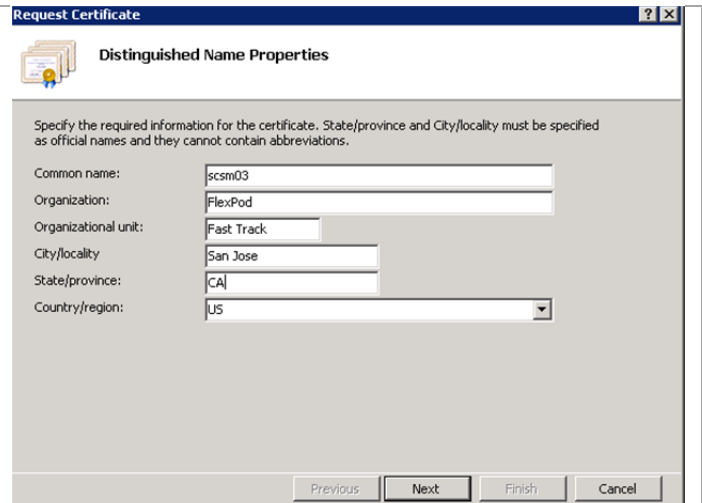 Request Certificate
Distinguished Name Properties
Specify the required information for the certificate. State/province and City/locality must be specified
as official names and they cannot contain abbreviations.
Common name: scsm03
Organization: FlexPod
Organizational unit: Fast Track
City/locality San Jose
State/province: CA
Country/region: US
Previous Next Finish Cancel